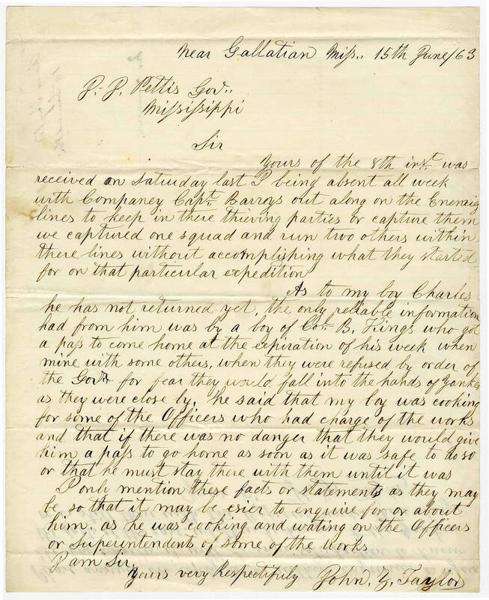 Near Gallatian Miss., 15th June/63
J. J. Pettis Gov.,
Mississippi
Sir
Yours of the 8th inst. was
received on Saturday last I being absent all week
with Companey Capt. Barrys out along on the Enemies
lines to keep in there thieving parties or capture them
we captured one squad and run two others within
there lines without accomplishing what they started
for on that particular expedition
As to my boy Charles
he has not returned yet, the only reliable information
had from him was by a boy of Col. B. Kings who got
a pass to come home at the expiration of his week when
mine with some others, when they were refused by order of
the Govt for fear they would fall into the hands of Yankes
as they were close by, he said that my boy was cooking
for some of the Officers who had charge of the works
and that if there was no danger that they would give
him a pass to go home as soon as it was safe to do so
or that he must stay there with them until it was
I only mention these facts or statements as they may
be so that it may be esier to enquire for or about
him. as he was cooking and wating on the Officers
or Superintendents of some of the works
I am Sir,
Yours very Respectifuly John. Y. Taylor